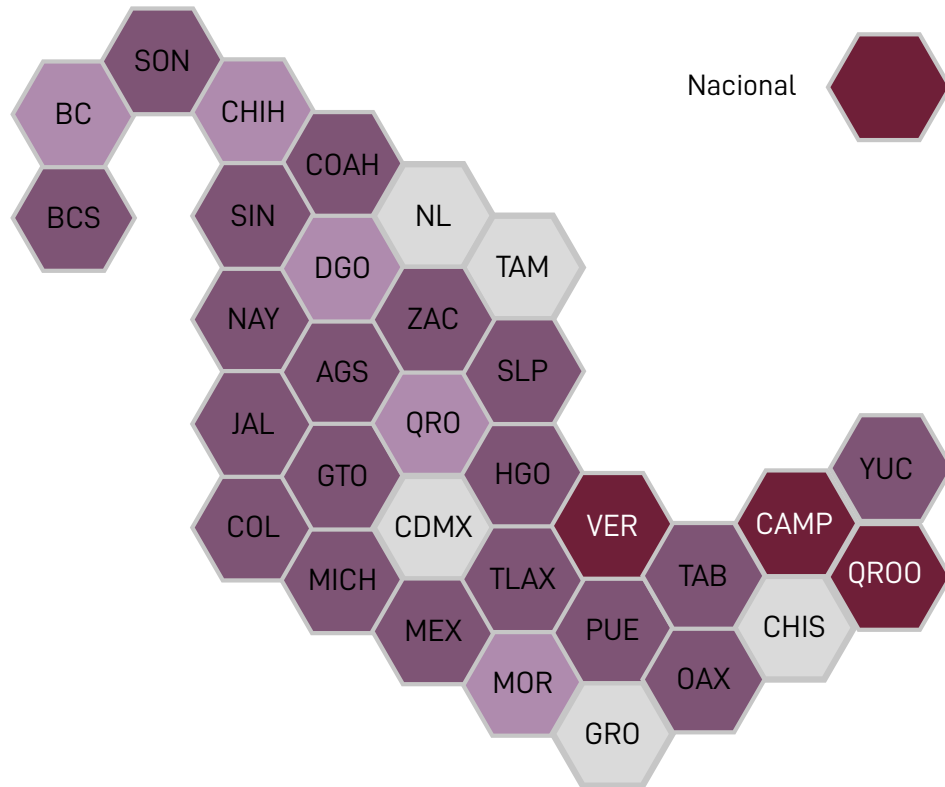 SON
Nacional
BC
CHIH
COAH
BCS
SIN
NL
DGO
TAM
NAY
ZAC
AGS
SLP
JAL
QRO
GTO
HGO
YUC
COL
CDMX
VER
CAMP
MICH
TLAX
TAB
QROO
MEX
PUE
CHIS
MOR
OAX
GRO